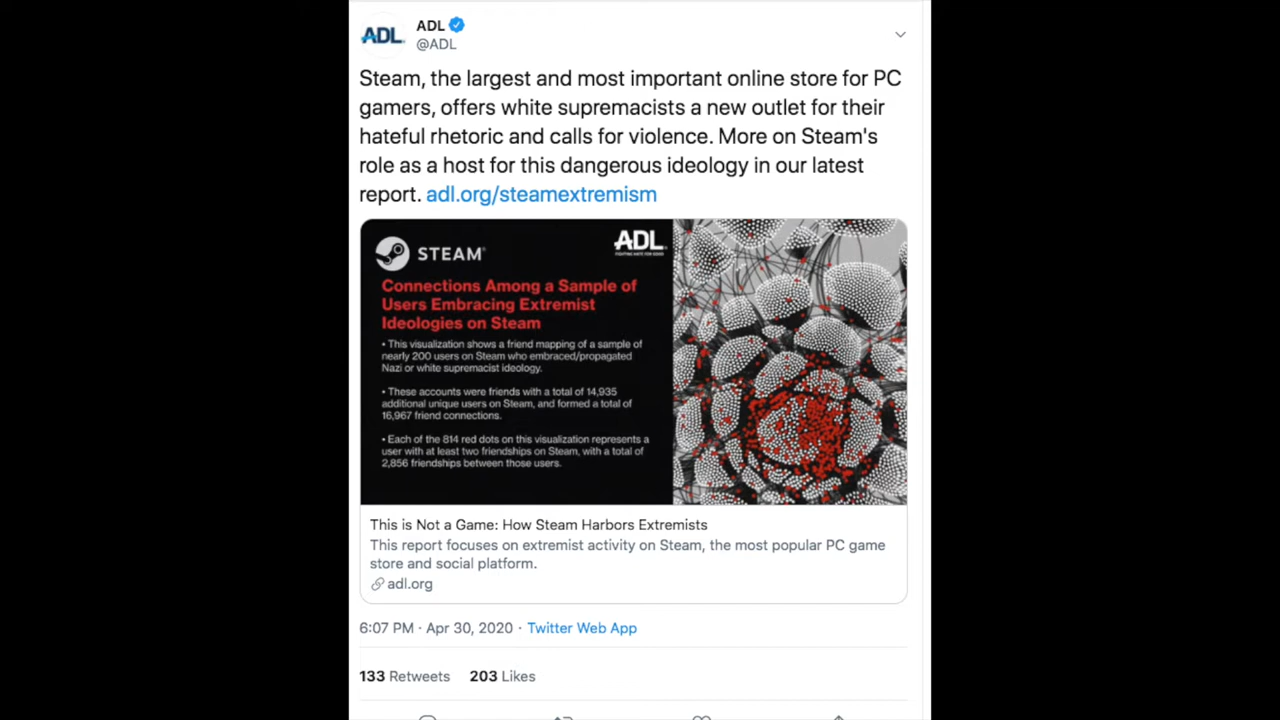 ADL
@ADL
Steam, the largest and most important online store for PC
gamers, offers white supremacists a new outlet for their
hateful rhetoric and calls for violence. More on Steam's
role as a host for this dangerous ideology in our latest
report. adl.org/steamextremism
STEAM®
ADL
FIGHTING HATE FOR GOOD
Connections Among a Sample of
Users Embracing Extremist
Ideologies on Steam
• This visualization shows a friend mapping of a sample of
nearly 200 users on Steam who embraced/propagated
Nazi or white supremacist ideology.
• These accounts were friends with a total of 14,935
additional unique users on Steam, and formed a total of
16,967 friend connections.
• Each of the 814 red dots on this visualization represents a
user with at least two friendships on Steam, with a total of
2,856 friendships between those users.
This is Not a Game: How Steam Harbors Extremists
This report focuses on extremist activity on Steam, the most popular PC game
store and social platform.
adl.org
6:07 PM · Apr 30, 2020 · Twitter Web App
133 Retweets 203 Likes